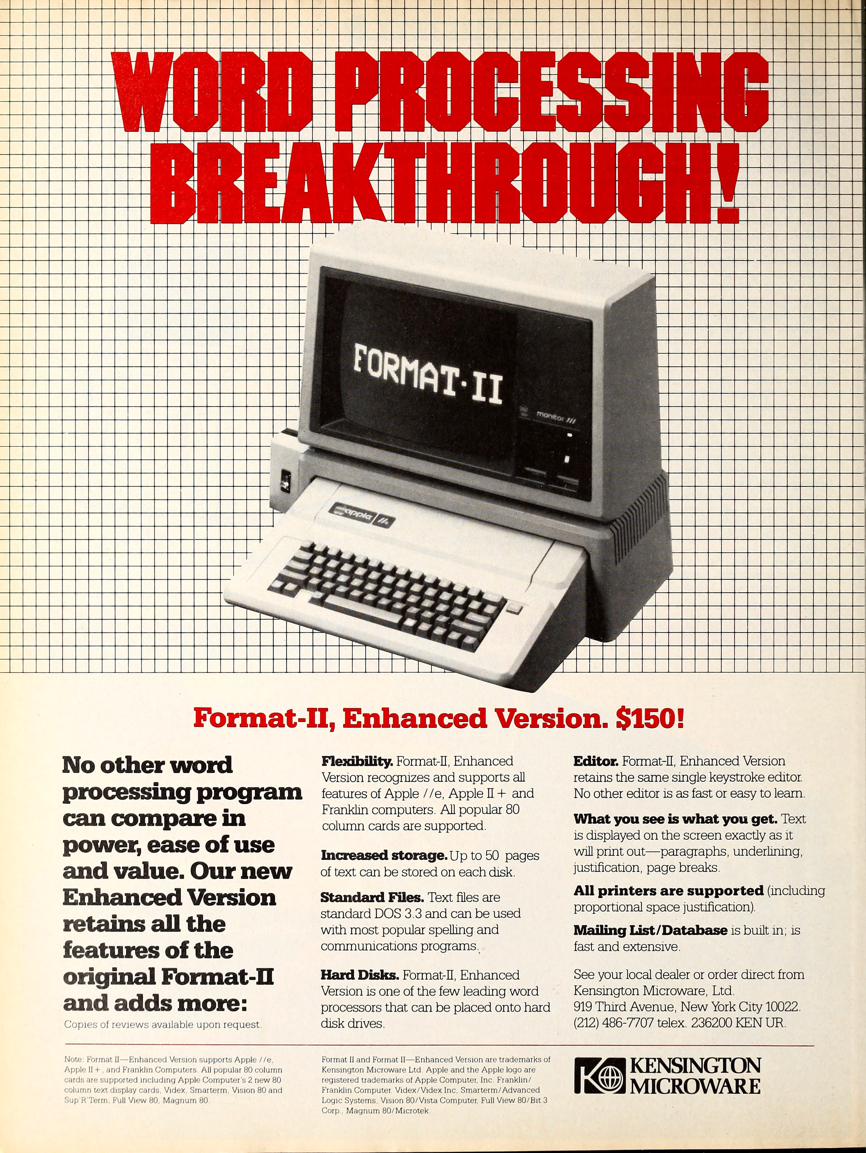 WORD PROCESSING
BREAKTHROUGH!
FORMAT-II
monitor ///
apple //e
Format-II, Enhanced Version. $150!
No other word
processing program
can compare in
power, ease of use
and value. Our new
Enhanced Version
retains all the
features of the
original Format-II
and adds more:
Copies of reviews available upon request.
Flexibility. Format-II, Enhanced
Version recognizes and supports all
features of Apple //e, Apple II + and
Franklin computers. All popular 80
column cards are supported.
Increased storage. Up to 50 pages
of text can be stored on each disk.
Standard Files. Text files are
standard DOS 3.3 and can be used
with most popular spelling and
communications programs.
Hard Disks. Format-II, Enhanced
Version is one of the few leading word
processors that can be placed onto hard
disk drives.
Editor. Format-II, Enhanced Version
retains the same single keystroke editor.
No other editor is as fast or easy to learn.
What you see is what you get. Text
is displayed on the screen exactly as it
will print out—paragraphs, underlining,
justification, page breaks.
All printers are supported (including
proportional space justification).
Mailing List/Database is built in; is
fast and extensive.
See your local dealer or order direct from
Kensington Microware, Ltd.
919 Third Avenue, New York City 10022.
(212) 486-7707 telex. 236200 KEN UR.
Note: Format II—Enhanced Version supports Apple //e,
Apple II +, and Franklin Computers. All popular 80 column
cards are supported including Apple Computer's 2 new 80
column text display cards, Videx, Smarterm, Vision 80 and
Sup'R'Term, Full View 80, Magnum 80.
Format II and Format II—Enhanced Version are trademarks of
Kensington Microware Ltd. Apple and the Apple logo are
registered trademarks of Apple Computer, Inc. Franklin/
Franklin Computer. Videx/Videx Inc. Smarterm/Advanced
Logic Systems, Vision 80/Vista Computer, Full View 80/Bit 3
Corp., Magnum 80/Microtek.
K KENSINGTON
MICROWARE